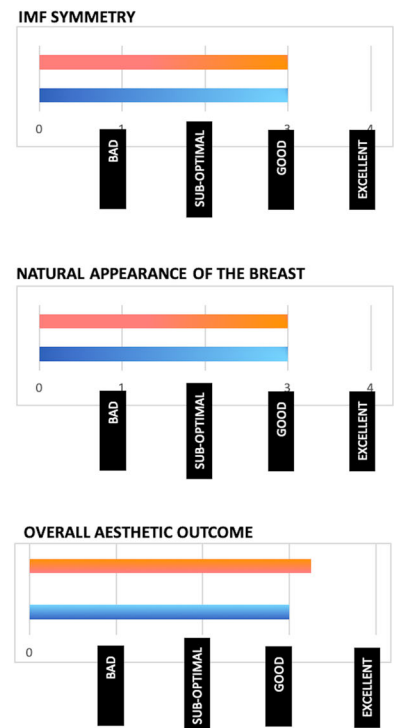 IMF SYMMETRY
0 1 2 3 4
BAD SUB-OPTIMAL GOOD EXCELLENT
NATURAL APPEARANCE OF THE BREAST
0 1 2 3 4
BAD SUB-OPTIMAL GOOD EXCELLENT
OVERALL AESTHETIC OUTCOME
0
BAD SUB-OPTIMAL GOOD EXCELLENT